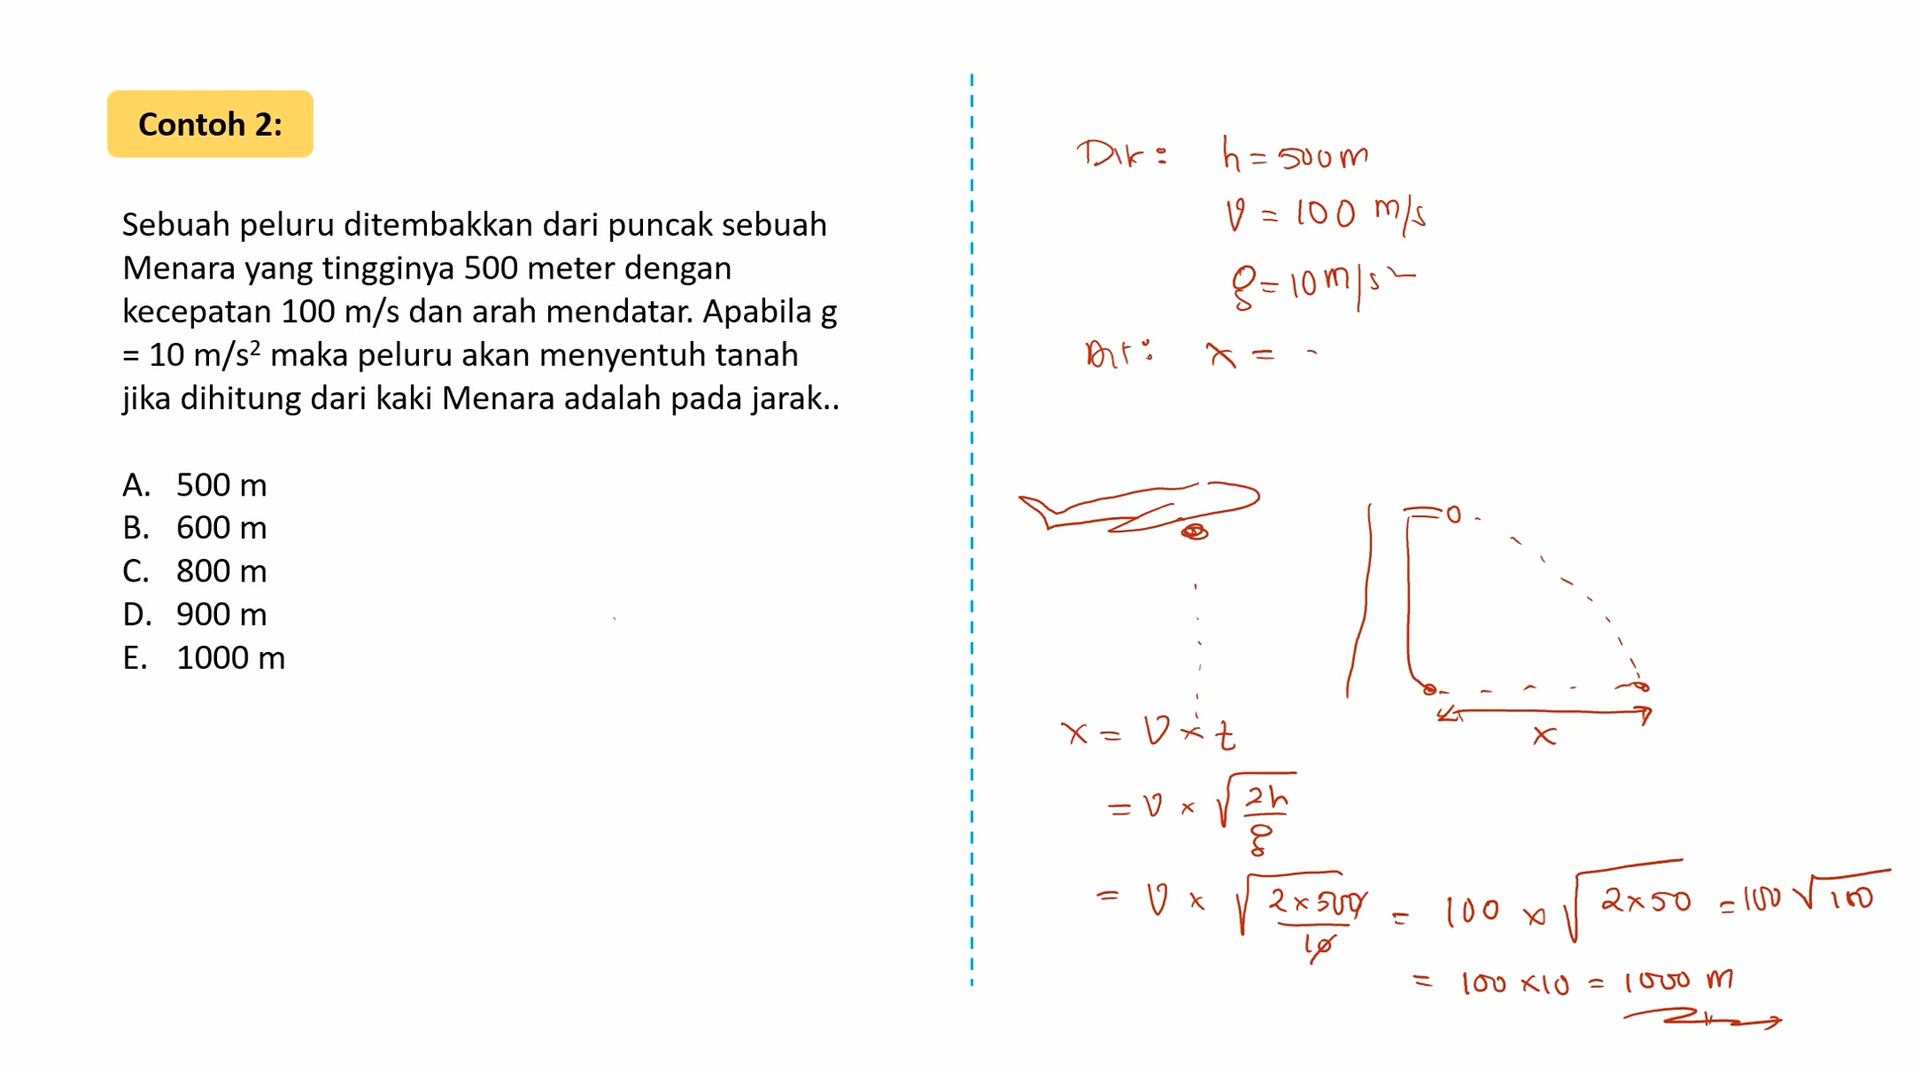 Contoh 2:
Sebuah peluru ditembakkan dari puncak sebuah
Menara yang tingginya 500 meter dengan
kecepatan 100 m/s dan arah mendatar. Apabila g
= 10 m/s² maka peluru akan menyentuh tanah
jika dihitung dari kaki Menara adalah pada jarak..
A. 500 m
B. 600 m
C. 800 m
D. 900 m
E. 1000 m
Dik : h = 500 m
v = 100 m/s
g = 10 m/s²
Dit : x = -
x
x = v × t
= v × √(2h/g)
= v × √(2 × 500/10) = 100 × √(2 × 50) = 100 √100
= 100 × 10 = 1000 m